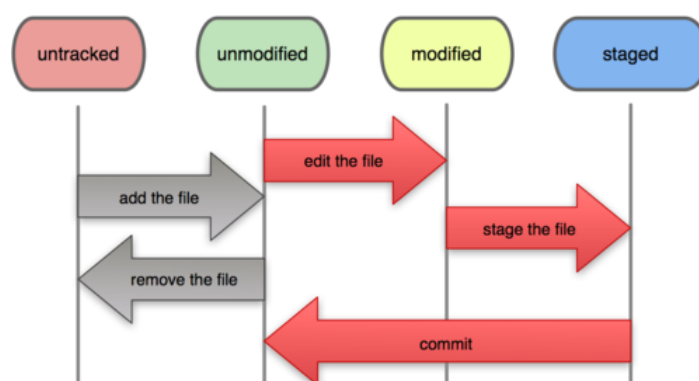 untracked
unmodified
modified
staged
edit the file
add the file
stage the file
remove the file
commit